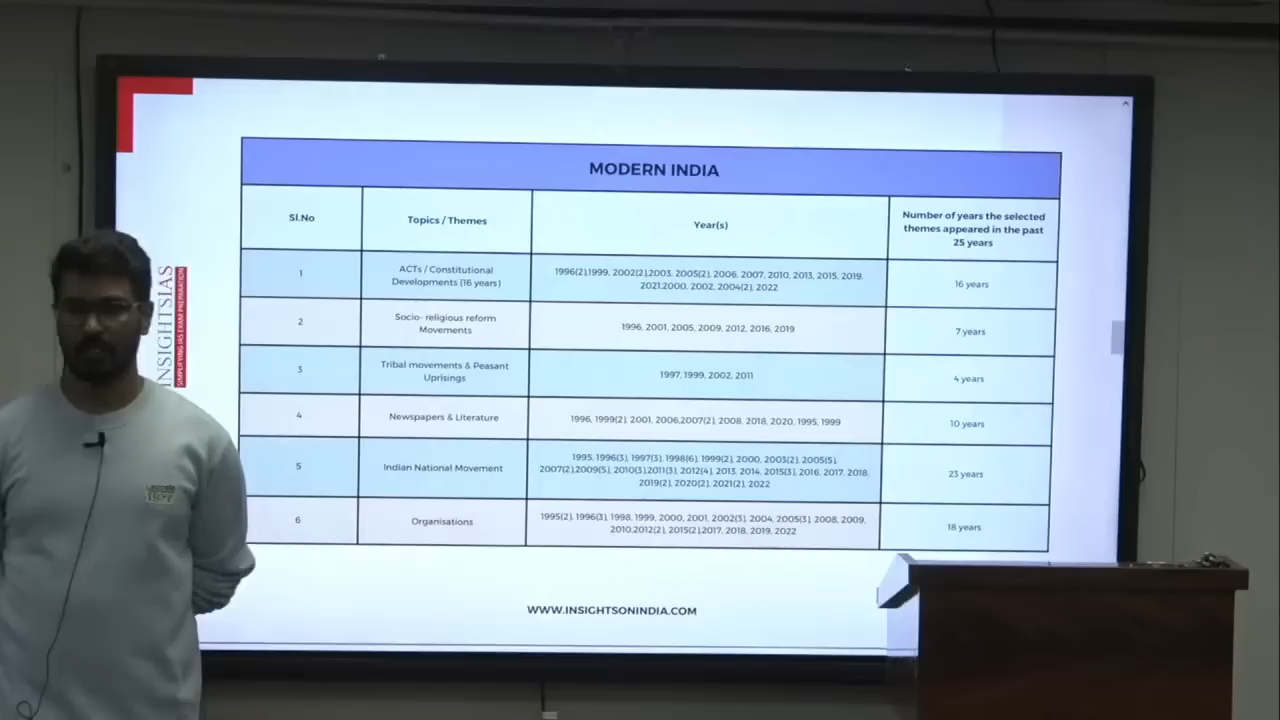 MODERN INDIA
Sl.No
Topics / Themes
Year(s)
Number of years the selected
themes appeared in the past
25 years
1
ACTs / Constitutional
Developments (16 years)
1996(2),1999, 2002(2),2003, 2005(2), 2006, 2007, 2010, 2013, 2015, 2019,
2021,2000, 2002, 2004(2), 2022
16 years
2
Socio- religious reform
Movements
1996, 2001, 2005, 2009, 2012, 2016, 2019
7 years
3
Tribal movements & Peasant
Uprisings
1997, 1999, 2002, 2011
4 years
4
Newspapers & Literature
1996, 1999(2), 2001, 2006,2007(2), 2008, 2018, 2020, 1995, 1999
10 years
5
Indian National Movement
1995, 1996(3), 1997(3), 1998(6), 1999(2), 2000, 2003(2), 2005(5),
2007(2),2009(5), 2010(3),2011(3), 2012(4), 2013, 2014, 2015(3), 2016, 2017, 2018,
2019(2), 2020(2), 2021(2), 2022
23 years
6
Organisations
1995(2), 1996(3), 1998, 1999, 2000, 2001, 2002(3), 2004, 2005(3), 2008, 2009,
2010,2012(2), 2015(2),2017, 2018, 2019, 2022
18 years
INSIGHTSIAS
SIMPLIFYING IAS EXAM PREPARATION
WWW.INSIGHTSONINDIA.COM
1977